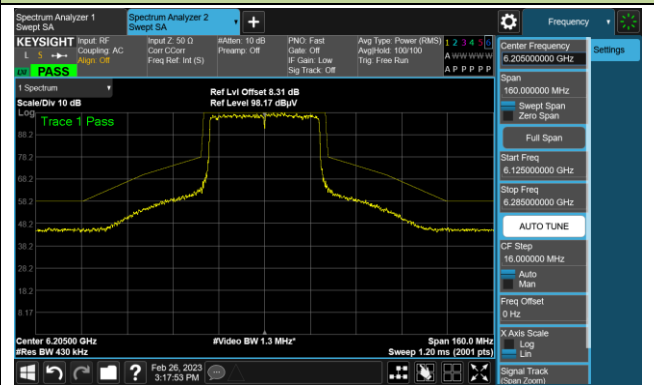 Spectrum Analyzer 1
Swept SA
Spectrum Analyzer 2
Swept SA
Frequency
KEYSIGHT
L S
PASS
Input: RF
Coupling: AC
Align: Off
Input Z: 50 Ω
Corr CCorr
Freq Ref: Int (S)
#Atten: 10 dB
Preamp: Off
PNO: Fast
Gate: Off
IF Gain: Low
Sig Track: Off
Avg Type: Power (RMS)
Avg|Hold: 100/100
Trig: Free Run
1 2 3 4 5 6
A W W W W W
A P P P P P
1 Spectrum
Scale/Div 10 dB
Ref Lvl Offset 8.31 dB
Ref Level 98.17 dBµV
Log
Trace 1 Pass
88.2
78.2
68.2
58.2
48.2
38.2
28.2
18.2
8.17
Center 6.20500 GHz
#Res BW 430 kHz
#Video BW 1.3 MHz*
Span 160.0 MHz
Sweep 1.20 ms (2001 pts)
Feb 26, 2023
3:17:53 PM
Center Frequency
6.20500000 GHz
Settings
Span
160.000000 MHz
Swept Span
Zero Span
Full Span
Start Freq
6.125000000 GHz
Stop Freq
6.285000000 GHz
AUTO TUNE
CF Step
16.000000 MHz
Auto
Man
Freq Offset
0 Hz
X Axis Scale
Log
Lin
Signal Track
(Span Zoom)